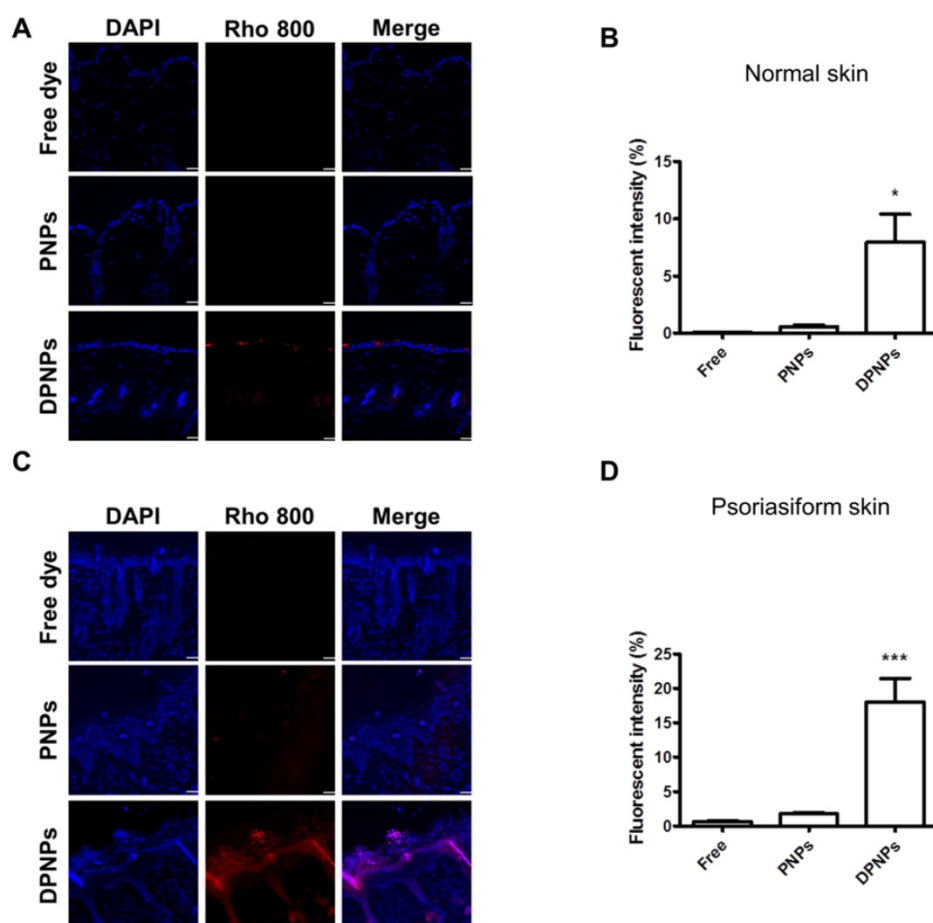 A
DAPI Rho 800 Merge
Free dye
PNPs
DPNPs
B
Normal skin
Fluorescent intensity (%)
15
*
10
5
0
Free PNPs DPNPs
C
DAPI Rho 800 Merge
Free dye
PNPs
DPNPs
D
Psoriasiform skin
Fluorescent intensity (%)
25
***
20
15
10
5
0
Free PNPs DPNPs